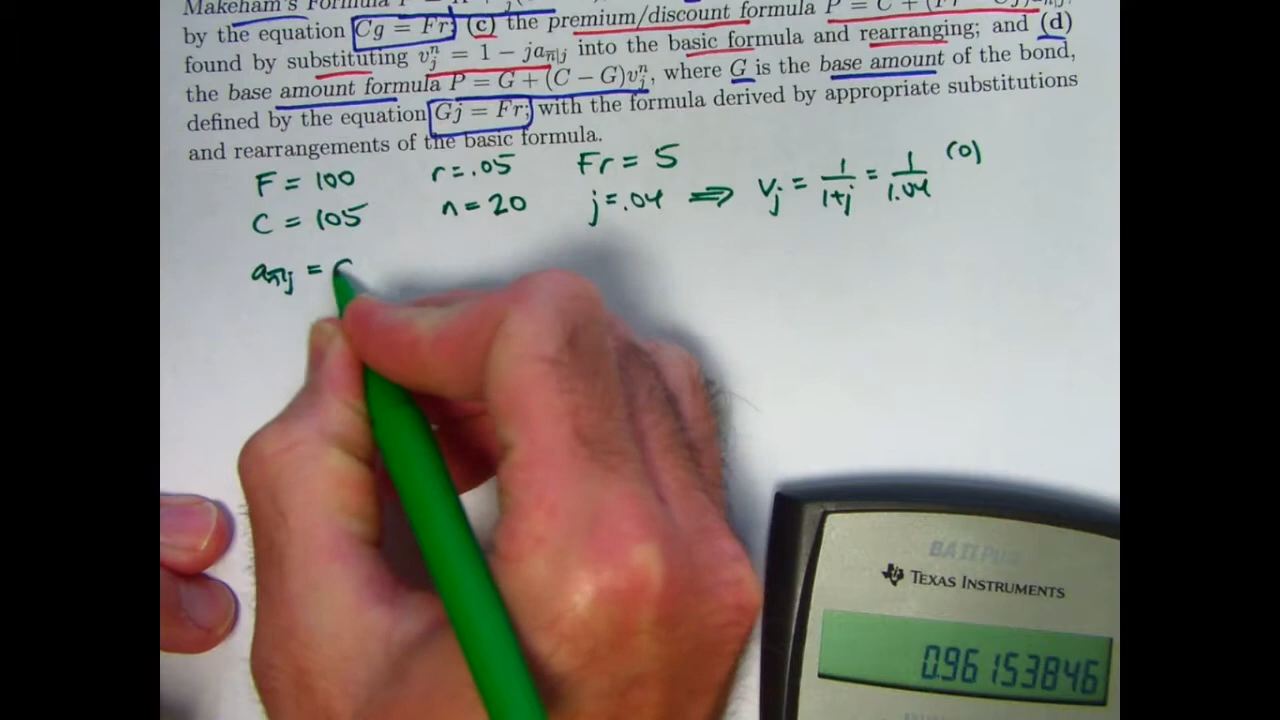 Makeham's Formula P =
by the equation Cg = Fr; (c) the premium/discount formula P = C + (Fr − Cj)a_{n|j};
found by substituting v_j^n = 1 − ja_{n|j} into the basic formula and rearranging; and (d)
the base amount formula P = G + (C − G)v_j^n, where G is the base amount of the bond,
defined by the equation Gj = Fr; with the formula derived by appropriate substitutions
and rearrangements of the basic formula.
F = 100 r = .05 Fr = 5
C = 105 n = 20 j = .04 ⇒ v_j = 1/(1+j) = 1/1.04 (0)
a_{n|j} =
BA II PLUS
TEXAS INSTRUMENTS
0.96153846